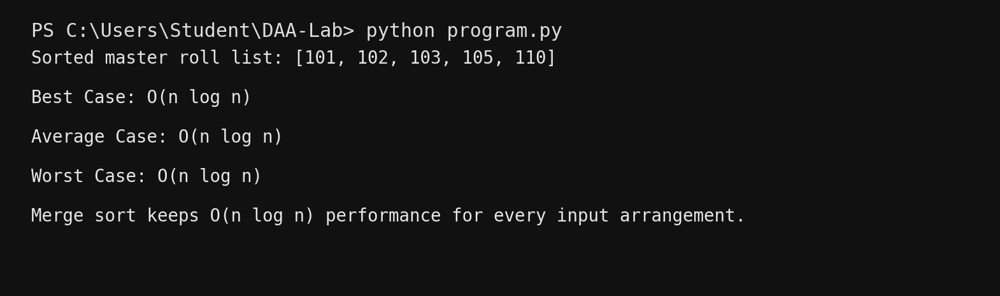 PS C:\Users\Student\DAA-Lab> python program.py
Sorted master roll list: [101, 102, 103, 105, 110]
Best Case: O(n log n)
Average Case: O(n log n)
Worst Case: O(n log n)
Merge sort keeps O(n log n) performance for every input arrangement.